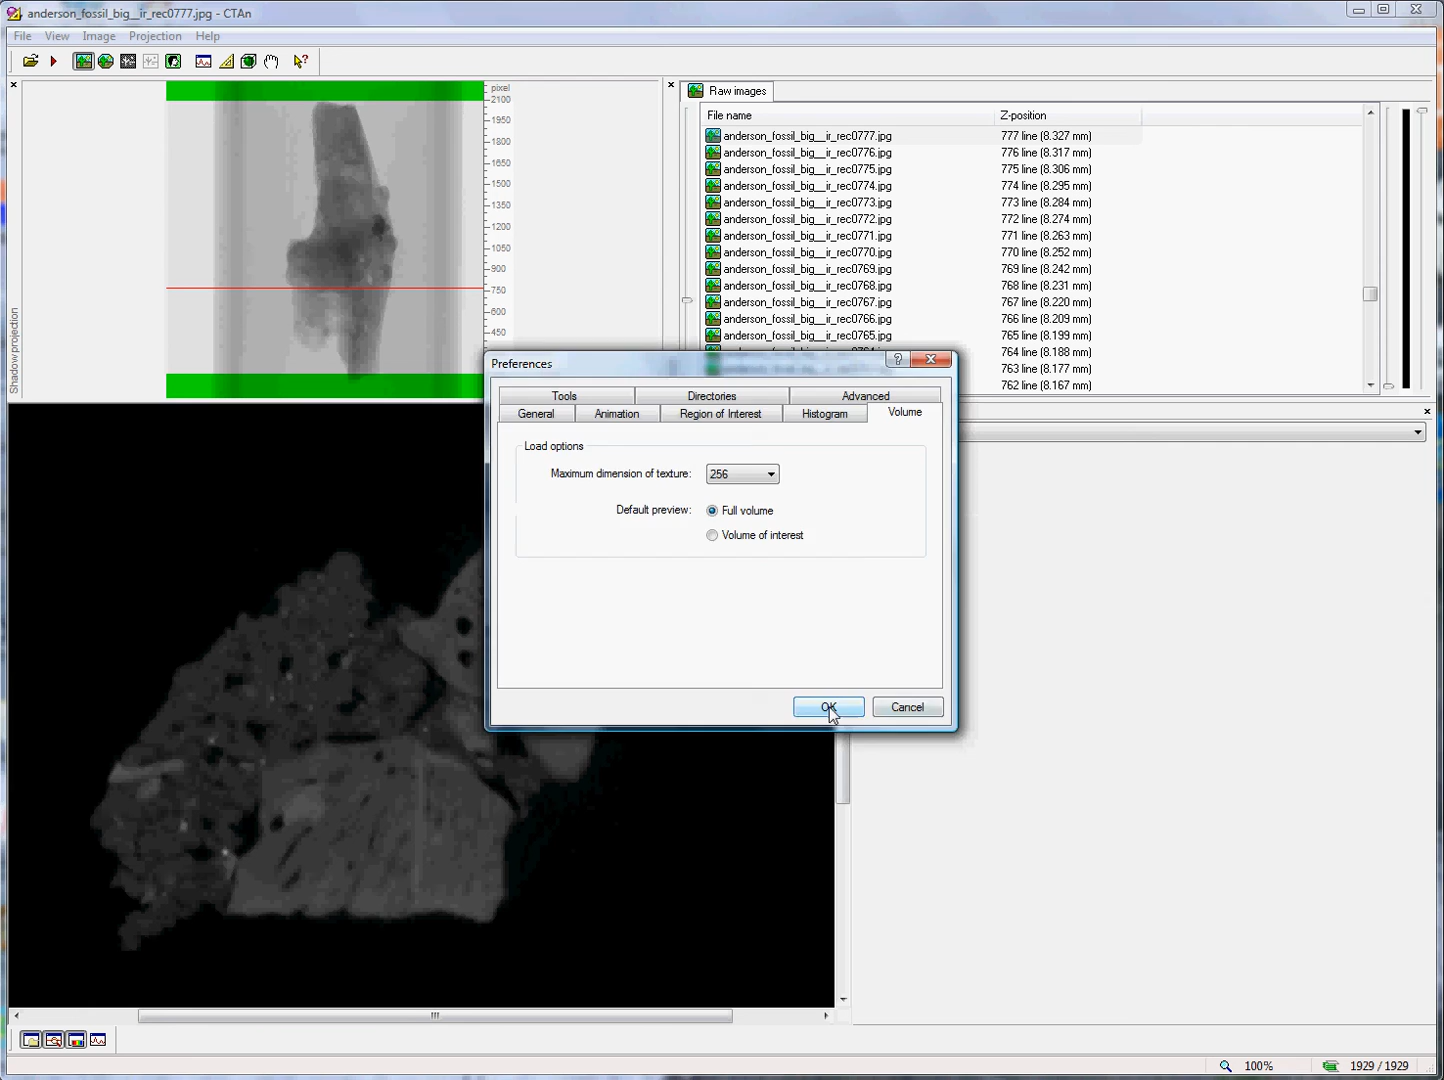 anderson_fossil_big__ir_rec0777.jpg - CTAn
File View Image Projection Help
pixel
2100
1950
1800
1650
1500
1350
1200
1050
900
750
600
450
Shadow projection
Raw images
File name Z-position
anderson_fossil_big__ir_rec0777.jpg 777 line (8.327 mm)
anderson_fossil_big__ir_rec0776.jpg 776 line (8.317 mm)
anderson_fossil_big__ir_rec0775.jpg 775 line (8.306 mm)
anderson_fossil_big__ir_rec0774.jpg 774 line (8.295 mm)
anderson_fossil_big__ir_rec0773.jpg 773 line (8.284 mm)
anderson_fossil_big__ir_rec0772.jpg 772 line (8.274 mm)
anderson_fossil_big__ir_rec0771.jpg 771 line (8.263 mm)
anderson_fossil_big__ir_rec0770.jpg 770 line (8.252 mm)
anderson_fossil_big__ir_rec0769.jpg 769 line (8.242 mm)
anderson_fossil_big__ir_rec0768.jpg 768 line (8.231 mm)
anderson_fossil_big__ir_rec0767.jpg 767 line (8.220 mm)
anderson_fossil_big__ir_rec0766.jpg 766 line (8.209 mm)
anderson_fossil_big__ir_rec0765.jpg 765 line (8.199 mm)
764 line (8.188 mm)
763 line (8.177 mm)
762 line (8.167 mm)
Preferences
Tools Directories Advanced
General Animation Region of Interest Histogram Volume
Load options
Maximum dimension of texture: 256
Default preview: Full volume
Volume of interest
OK Cancel
100% 1929 / 1929